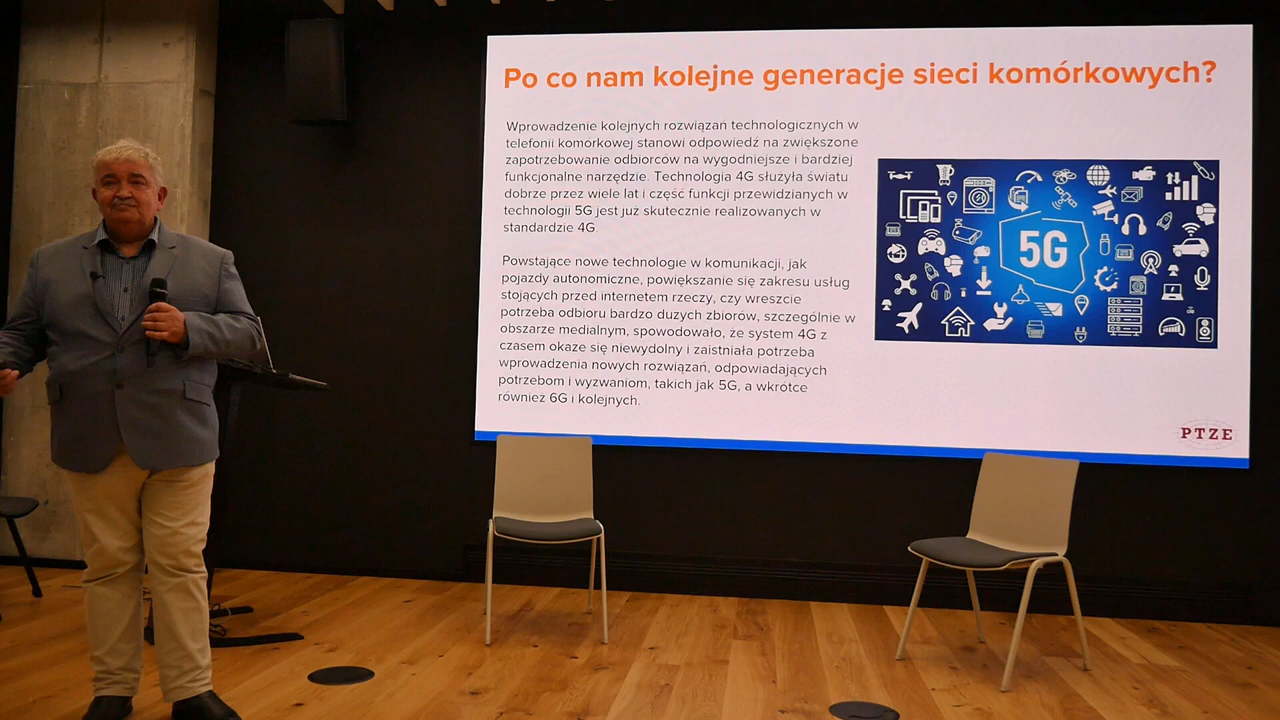 Po co nam kolejne generacje sieci komórkowych?
Wprowadzenie kolejnych rozwiązań technologicznych w
telefonii komórkowej stanowi odpowiedź na zwiększone
zapotrzebowanie odbiorców na wygodniejsze i bardziej
funkcjonalne narzędzie. Technologia 4G służyła światu
dobrze przez wiele lat i część funkcji przewidzianych w
technologii 5G jest już skutecznie realizowanych w
standardzie 4G.
Powstające nowe technologie w komunikacji, jak
pojazdy autonomiczne, powiększanie się zakresu usług
stojących przed internetem rzeczy, czy wreszcie
potrzeba odbioru bardzo dużych zbiorów, szczególnie w
obszarze medialnym, spowodowało, że system 4G z
czasem okaże się niewydolny i zaistniała potrzeba
wprowadzenia nowych rozwiązań, odpowiadających
potrzebom i wyzwaniom, takich jak 5G, a wkrótce
również 6G i kolejnych.
5G
PTZE